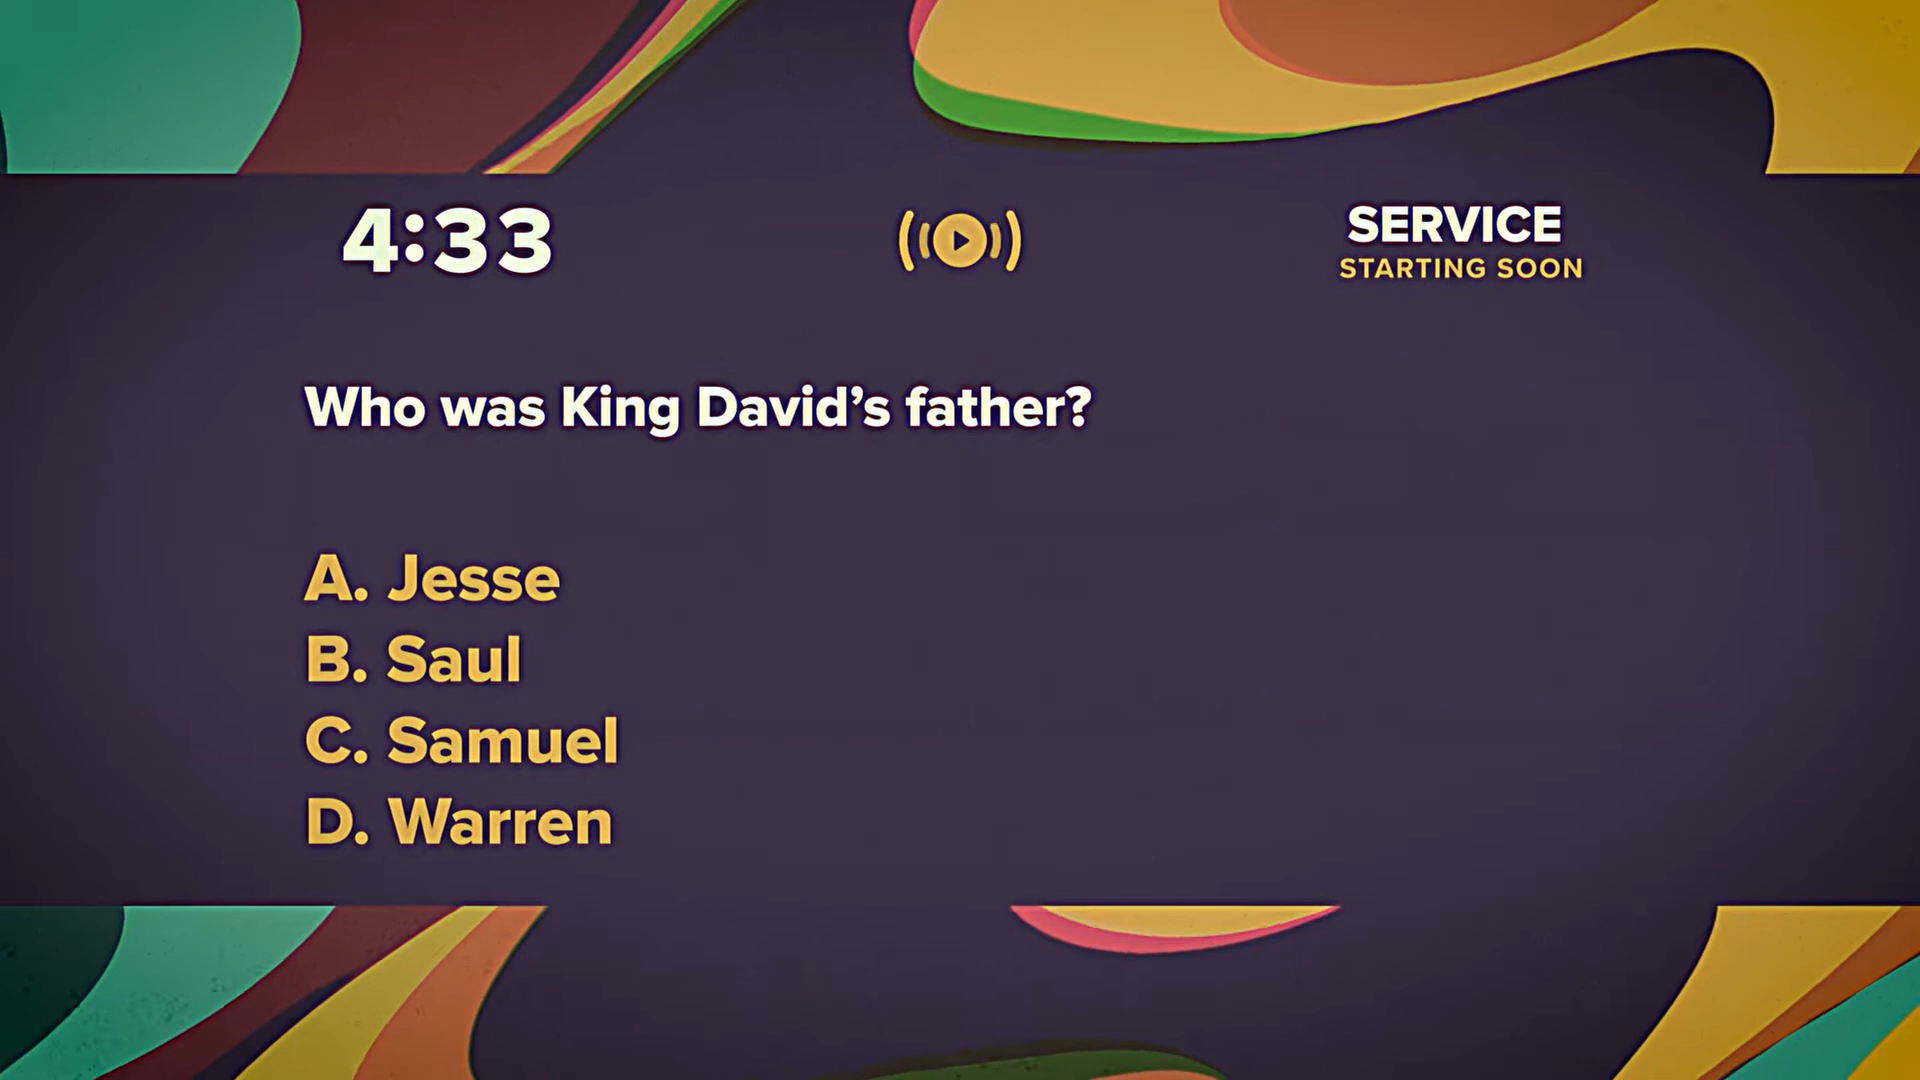 4:33
SERVICE
STARTING SOON
Who was King David’s father?
A. Jesse
B. Saul
C. Samuel
D. Warren